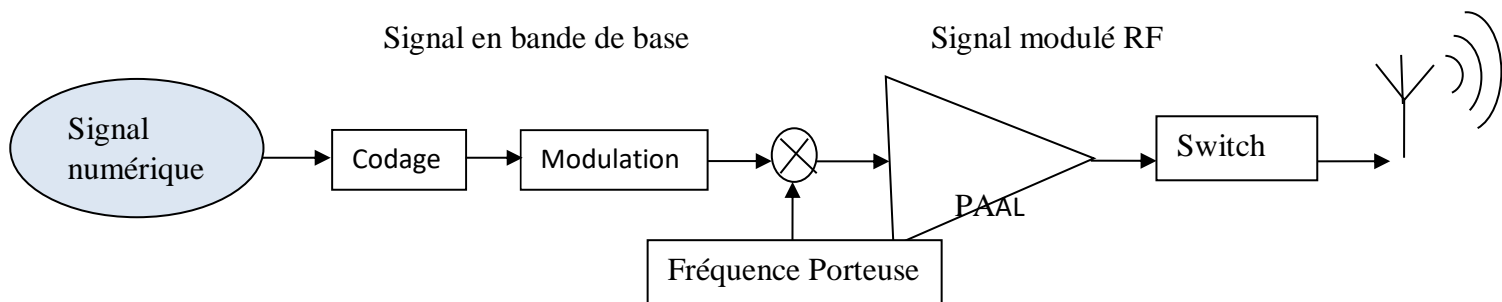 Signal en bande de base
Signal modulé RF
Signal
numérique
Codage
Modulation
Switch
PAAL
Fréquence Porteuse